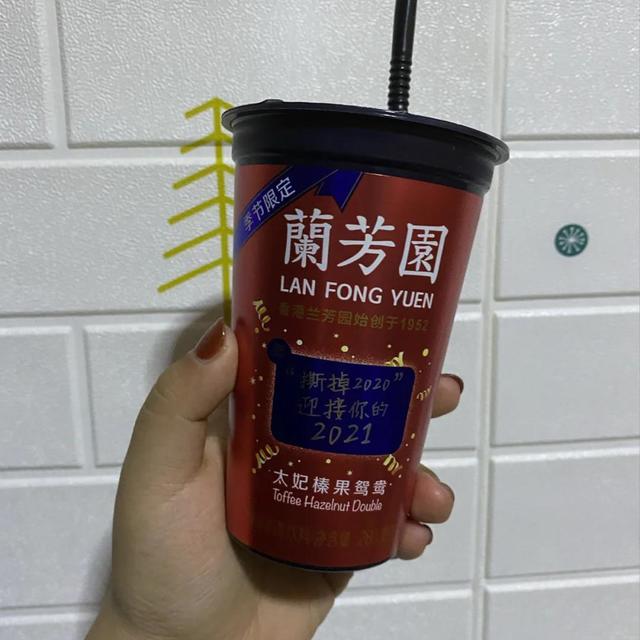 季节限定
蘭芳園
LAN FONG YUEN
香港兰芳园始创于1952
“撕掉2020”
迎接你的
2021
太妃榛果鸳鸯
Toffee Hazelnut Double